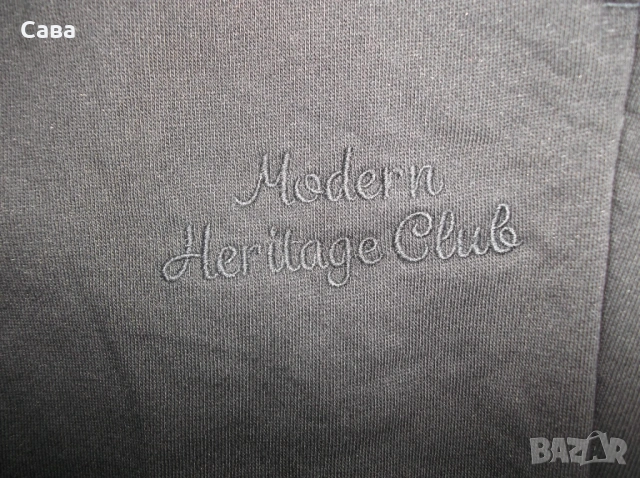 Сава
Modern
Heritage Club
BAZAR